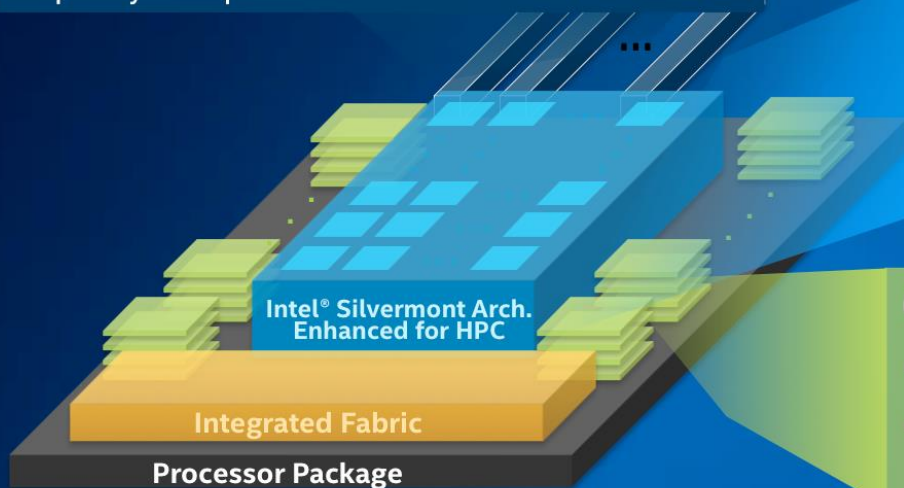 ...
Intel® Silvermont Arch.
Enhanced for HPC
Integrated Fabric
Processor Package